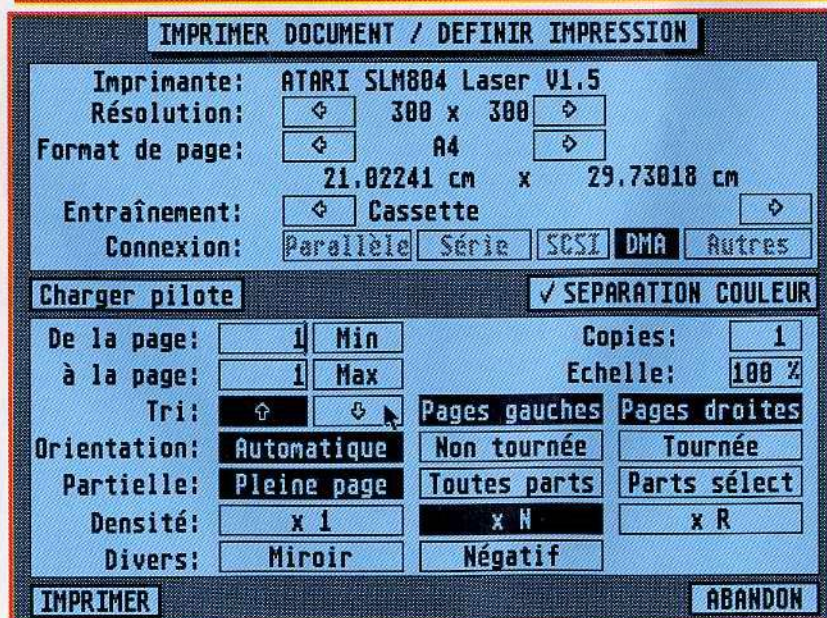 IMPRIMER DOCUMENT / DEFINIR IMPRESSION
Imprimante: ATARI SLM804 Laser V1.5
Résolution: 300 x 300
Format de page: A4
21.02241 cm x 29.73018 cm
Entraînement: Cassette
Connexion: Parallèle Série SCSI DMA Autres
Charger pilote √ SEPARATION COULEUR
De la page: 1 Min Copies: 1
à la page: 1 Max Echelle: 100 %
Tri: Pages gauches Pages droites
Orientation: Automatique Non tournée Tournée
Partielle: Pleine page Toutes parts Parts sélect
Densité: x 1 x N x R
Divers: Miroir Négatif
IMPRIMER ABANDON